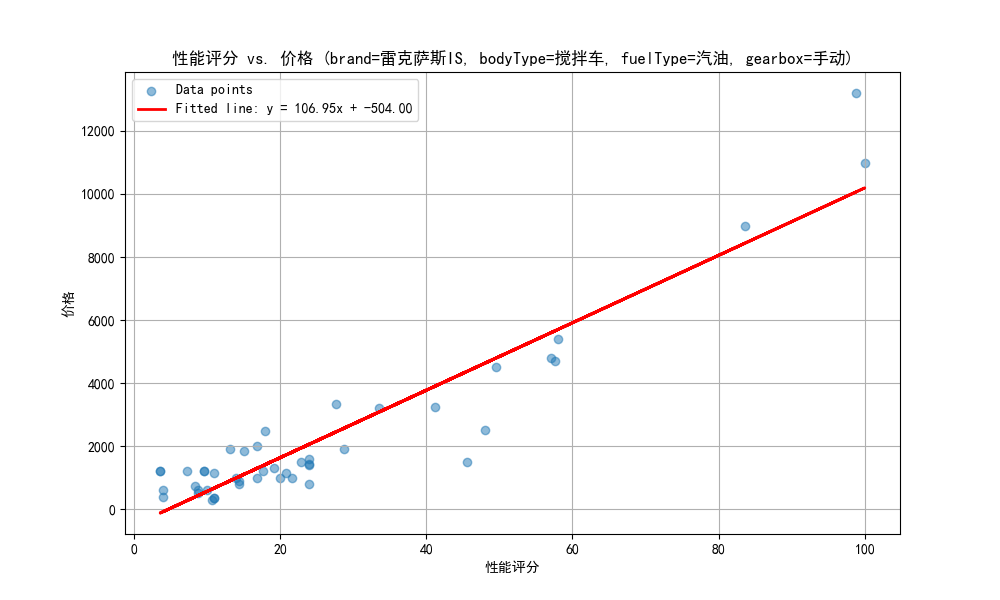 性能评分 vs. 价格 (brand=雷克萨斯IS, bodyType=搅拌车, fuelType=汽油, gearbox=手动)
Data points
Fitted line: y = 106.95x + -504.00
12000
10000
8000
6000
4000
2000
0
价格
0 20 40 60 80 100
性能评分